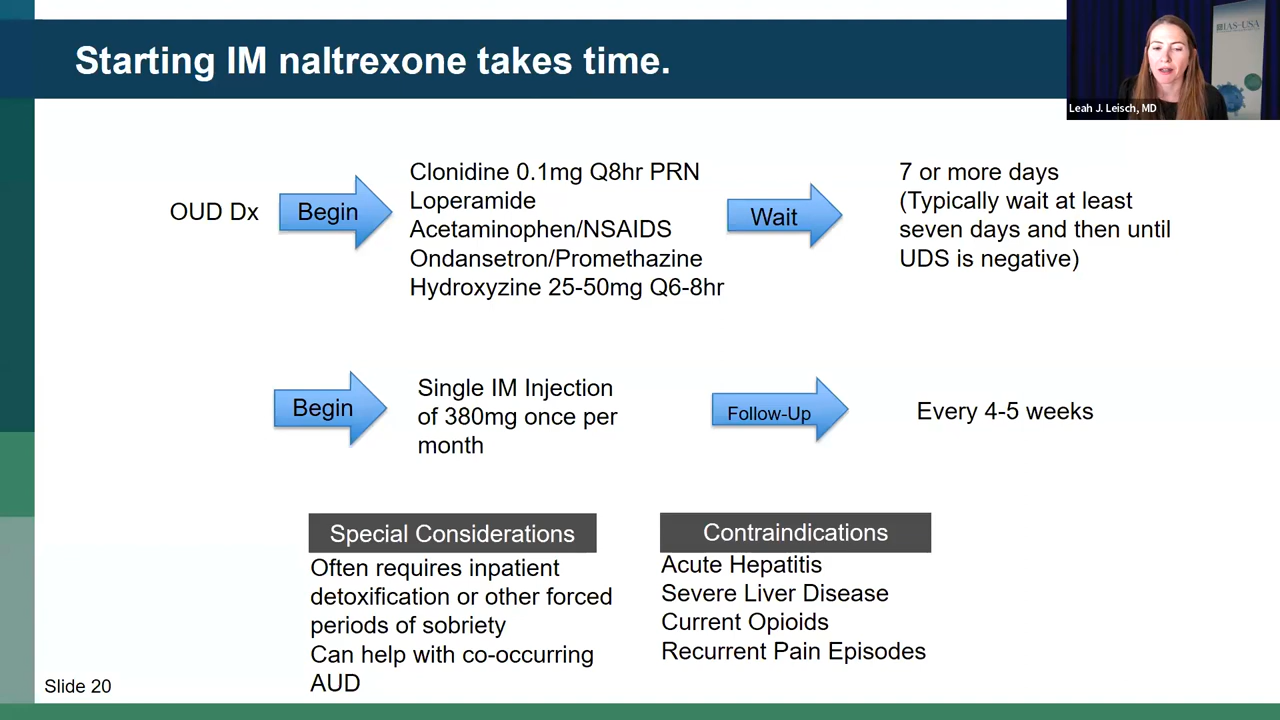 Starting IM naltrexone takes time.
IAS-USA
Leah J. Leisch, MD
OUD Dx
Begin
Clonidine 0.1mg Q8hr PRN
Loperamide
Acetaminophen/NSAIDS
Ondansetron/Promethazine
Hydroxyzine 25-50mg Q6-8hr
Wait
7 or more days
(Typically wait at least
seven days and then until
UDS is negative)
Begin
Single IM Injection
of 380mg once per
month
Follow-Up
Every 4-5 weeks
Special Considerations
Often requires inpatient
detoxification or other forced
periods of sobriety
Can help with co-occurring
AUD
Contraindications
Acute Hepatitis
Severe Liver Disease
Current Opioids
Recurrent Pain Episodes
Slide 20